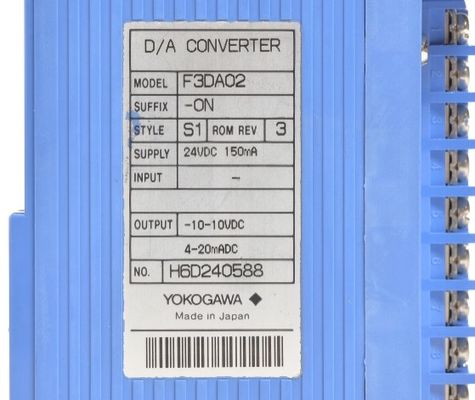 D/A CONVERTER
MODEL F3DA02
SUFFIX -0N
STYLE S1 ROM REV 3
SUPPLY 24VDC 150mA
INPUT -
OUTPUT -10-10VDC
4-20mADC
NO. H6D240588
YOKOGAWA ◆
Made in Japan